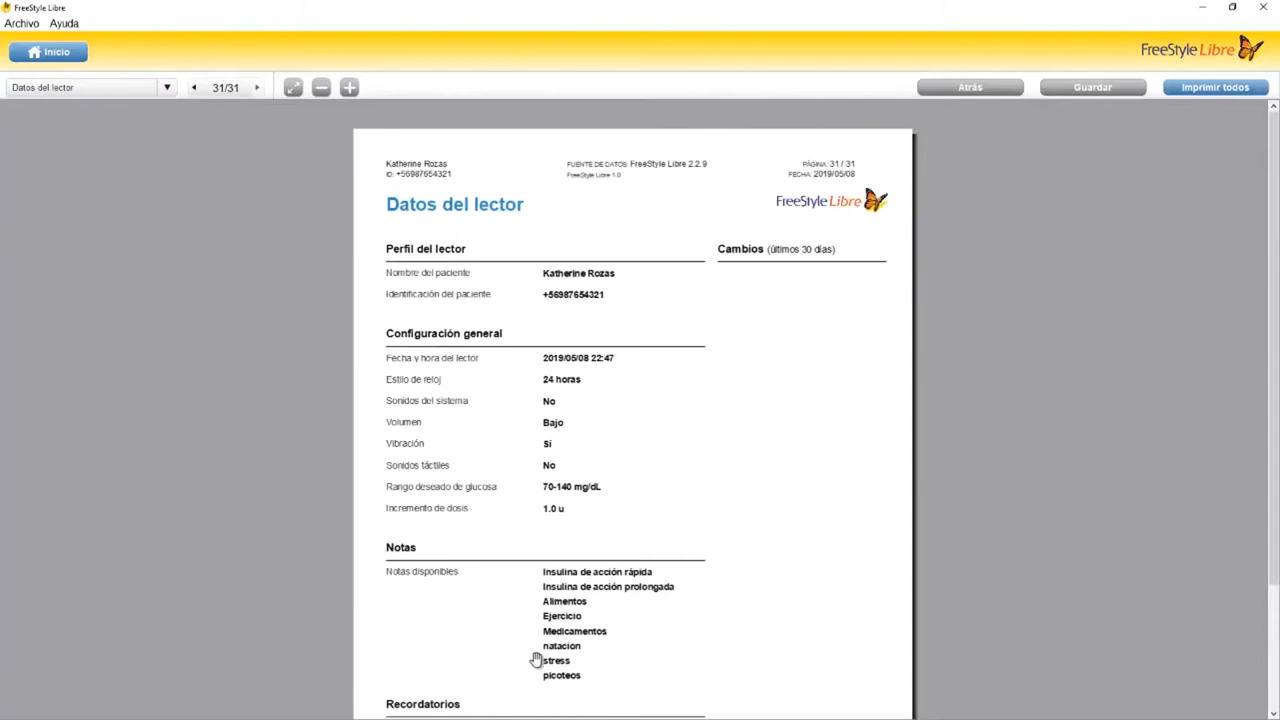 FreeStyle Libre
Archivo Ayuda
Inicio
FreeStyle Libre
Datos del lector
31/31
Atrás
Guardar
Imprimir todos
Katherine Rozas
ID: +56987654321
FUENTE DE DATOS: FreeStyle Libre 2.2.9
FreeStyle Libre 1.0
PÁGINA: 31 / 31
FECHA: 2019/05/08
Datos del lector
FreeStyle Libre
Perfil del lector
Nombre del paciente Katherine Rozas
Identificación del paciente +56987654321
Cambios (últimos 30 días)
Configuración general
Fecha y hora del lector 2019/05/08 22:47
Estilo de reloj 24 horas
Sonidos del sistema No
Volumen Bajo
Vibración Sí
Sonidos táctiles No
Rango deseado de glucosa 70-140 mg/dL
Incremento de dosis 1.0 u
Notas
Notas disponibles Insulina de acción rápida
Insulina de acción prolongada
Alimentos
Ejercicio
Medicamentos
natacion
stress
picoteos
Recordatorios